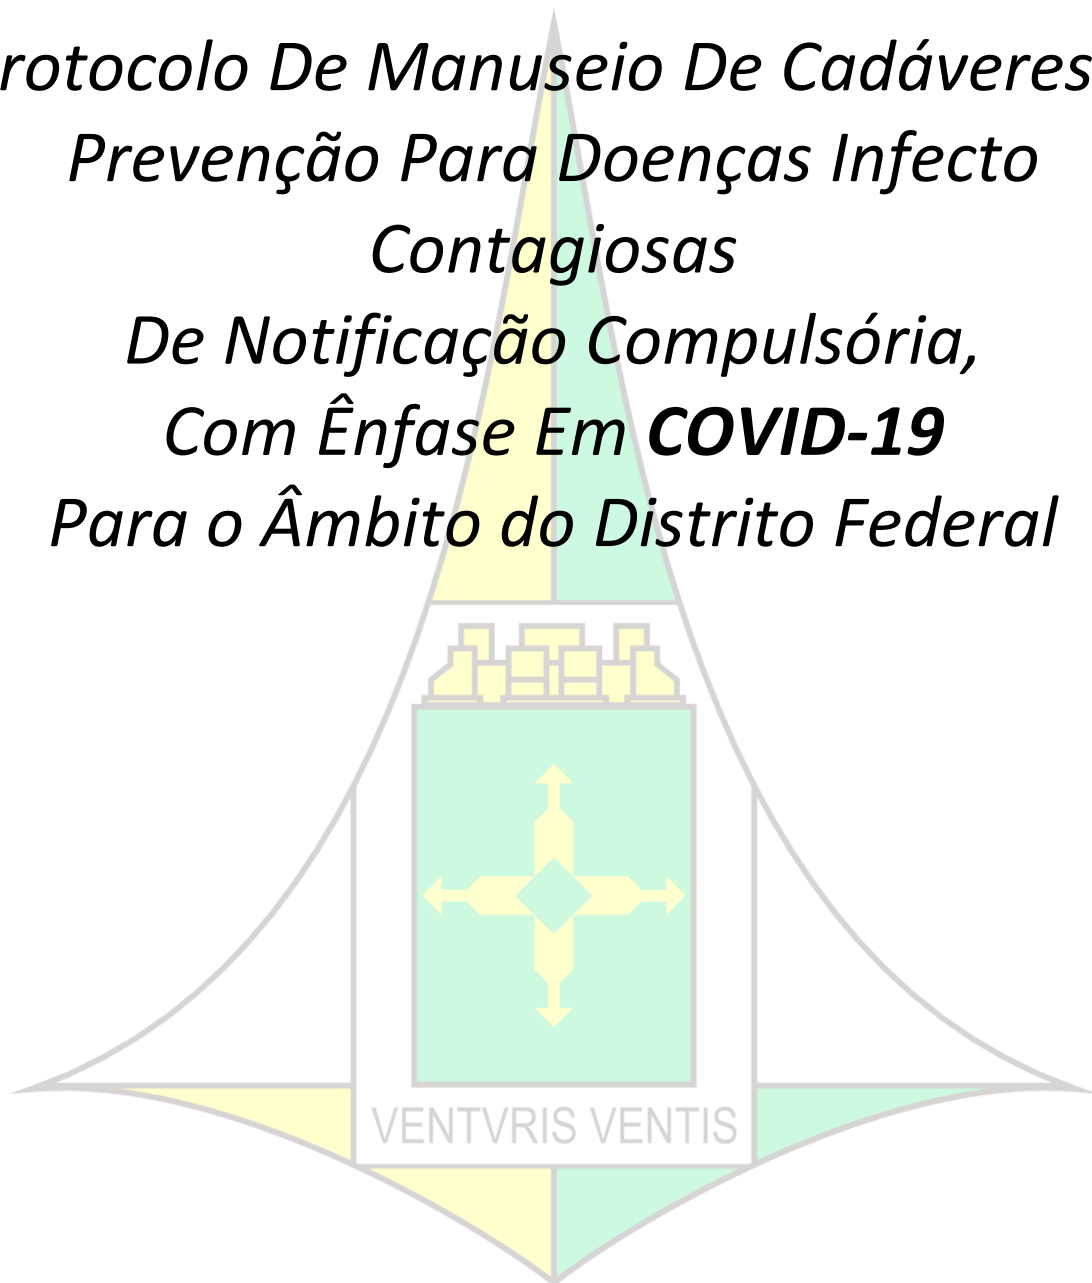 rotocolo De Manuseio De Cadáveres
Prevenção Para Doenças Infecto
Contagiosas
De Notificação Compulsória,
Com Ênfase Em COVID-19
Para o Âmbito do Distrito Federal
VENTVRIS VENTIS